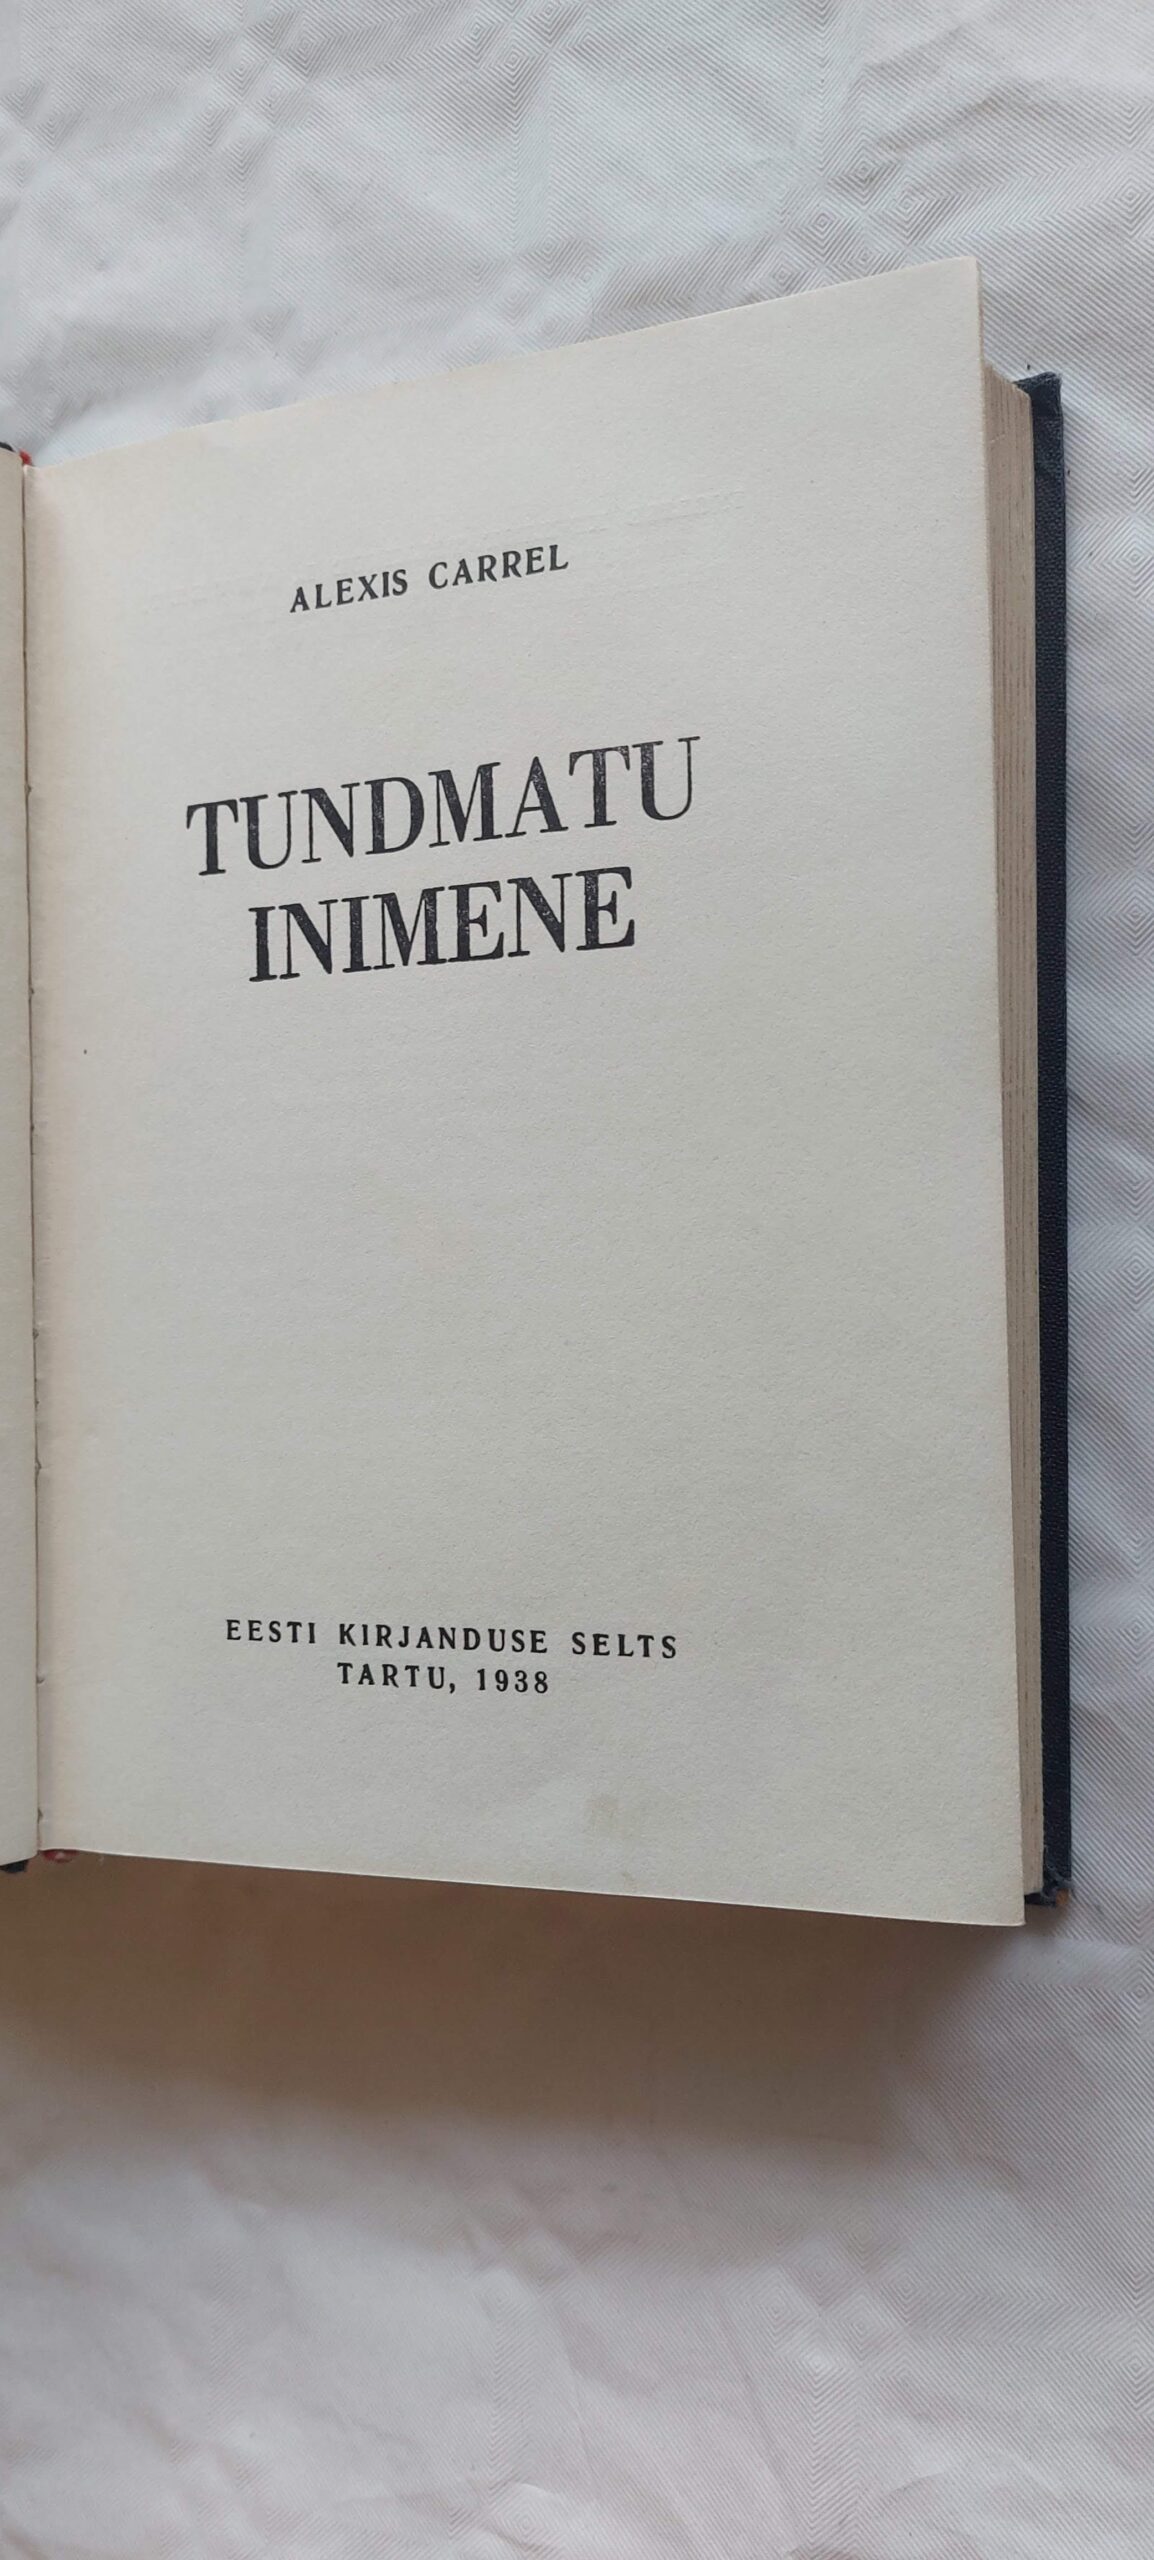 ALEXIS CARREL
TUNDMATU
INIMENE
EESTI KIRJANDUSE SELTS
TARTU, 1938